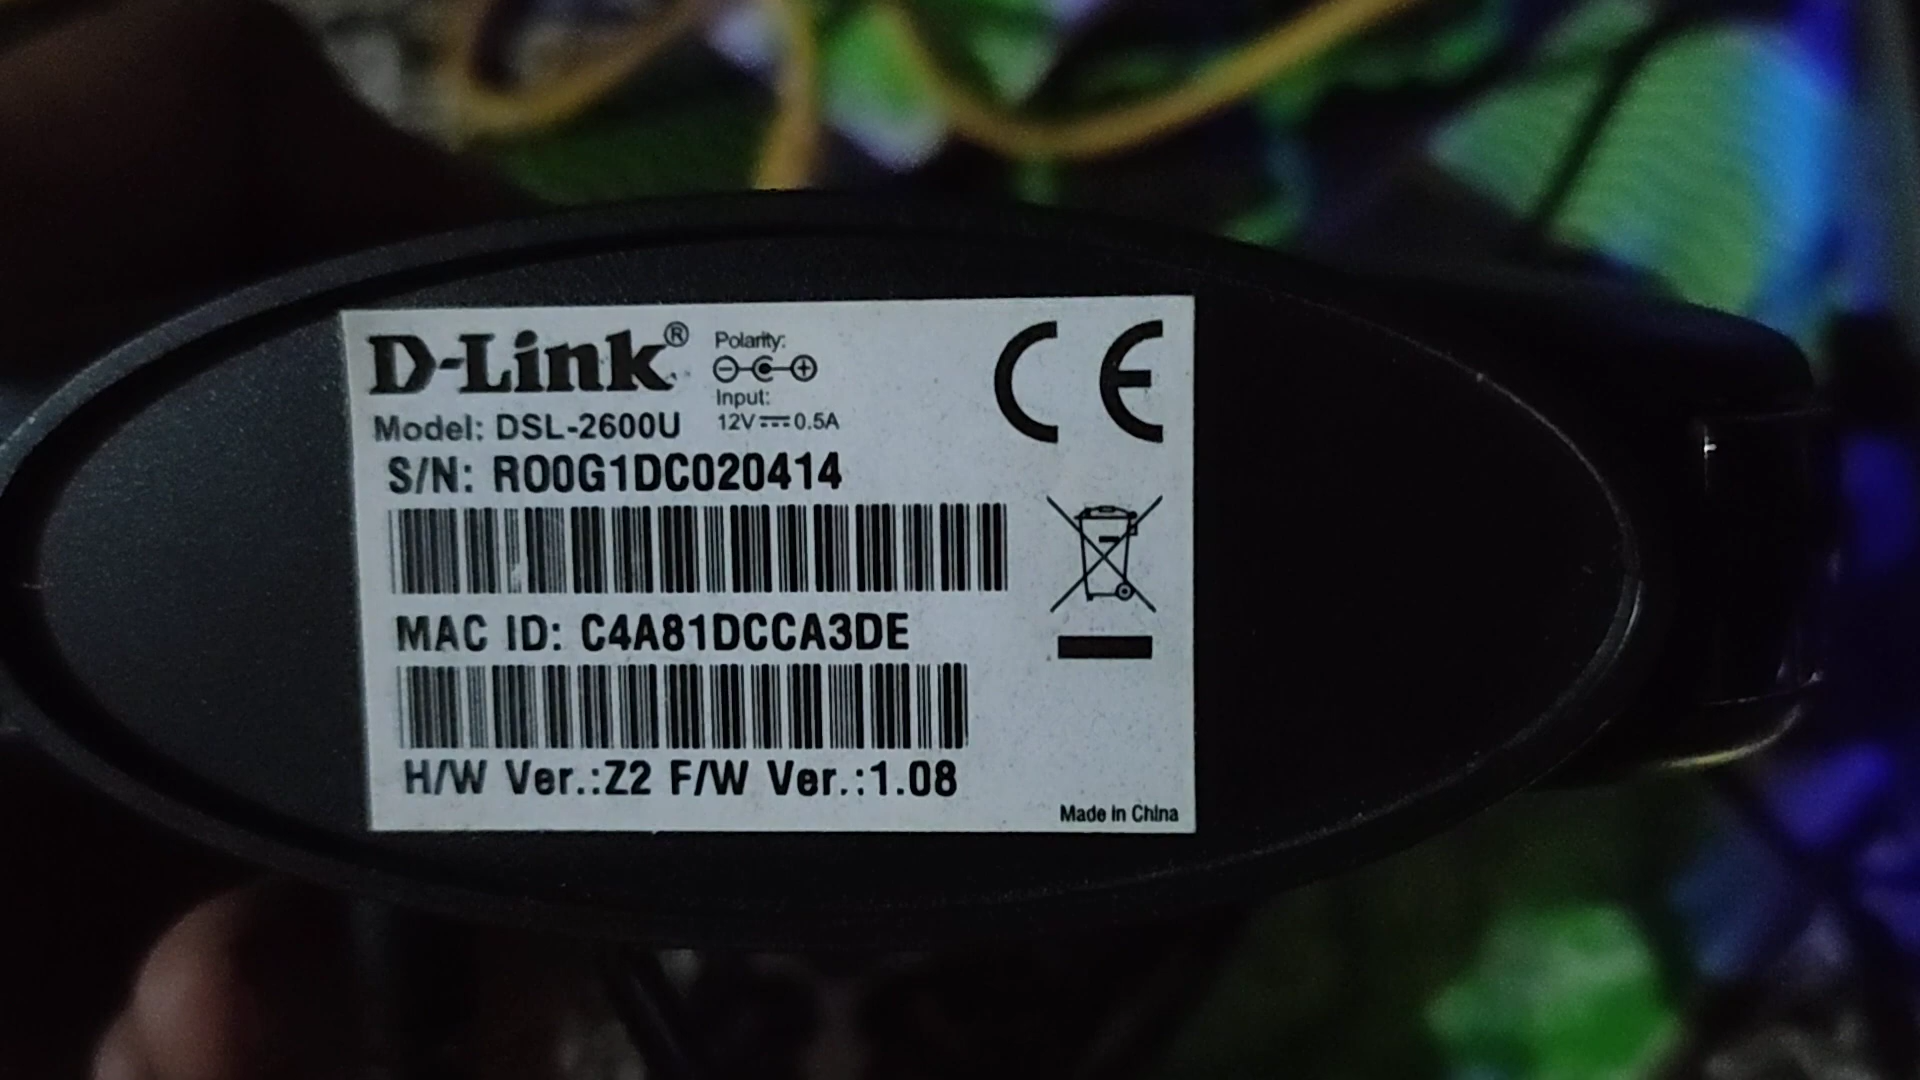 D-Link®
Polarity:
Input:
12V⎓0.5A
Model: DSL-2600U
S/N: RO0G1DC020414
MAC ID: C4A81DCCA3DE
H/W Ver.:Z2 F/W Ver.:1.08
CE
Made in China